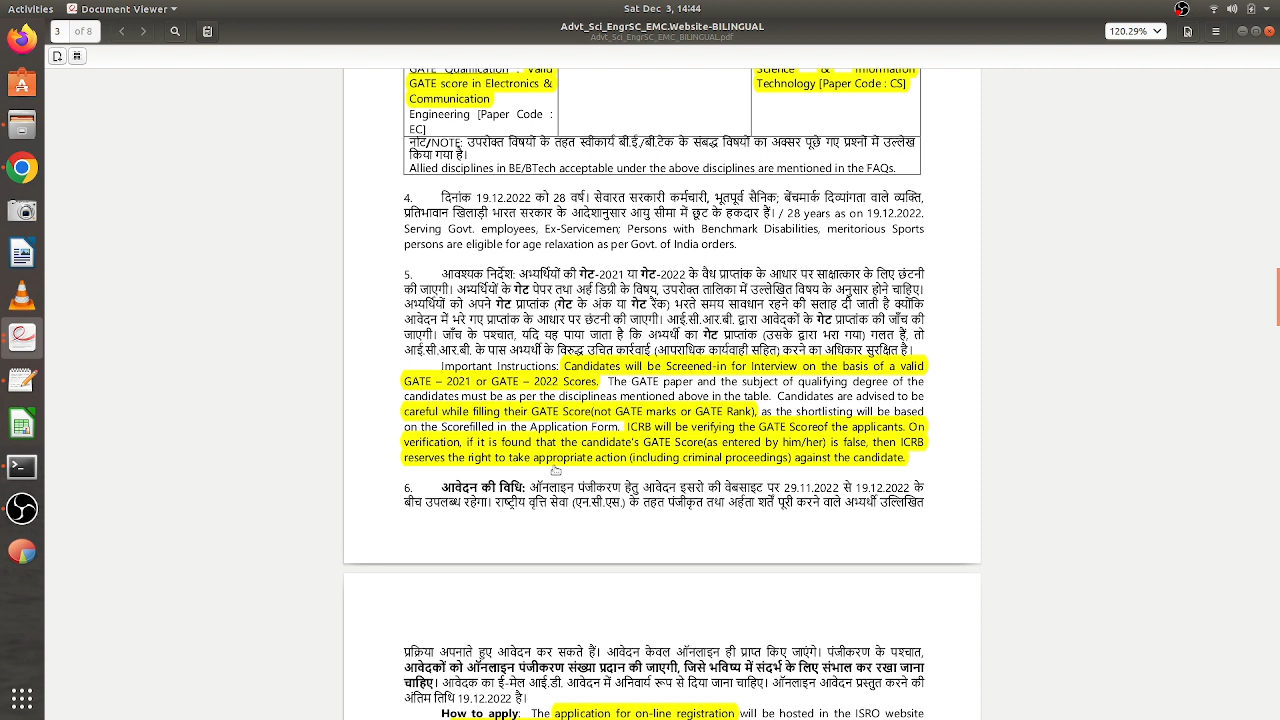 Activities
Document Viewer
Sat Dec 3, 14:44
Advt_Sci_EngrSC_EMC.Website-BILINGUAL
Advt_Sci_EngrSC_EMC_BILINGUAL.pdf
3 of 8
120.29%
GATE Qualification : Valid
GATE score in Electronics &
Communication
Engineering [Paper Code :
EC]
Science & Information
Technology [Paper Code : CS]
नोट/NOTE: उपरोक्त विषयों के तहत स्वीकार्य बी.ई./बी.टेक के संबद्ध विषयों का अक्सर पूछे गए प्रश्नों में उल्लेख
किया गया है।
Allied disciplines in BE/BTech acceptable under the above disciplines are mentioned in the FAQs.
4. दिनांक 19.12.2022 को 28 वर्ष। सेवारत सरकारी कर्मचारी, भूतपूर्व सैनिक; बेंचमार्क दिव्यांगता वाले व्यक्ति,
प्रतिभावान खिलाड़ी भारत सरकार के आदेशानुसार आयु सीमा में छूट के हकदार हैं। / 28 years as on 19.12.2022.
Serving Govt. employees, Ex-Servicemen; Persons with Benchmark Disabilities, meritorious Sports
persons are eligible for age relaxation as per Govt. of India orders.
5. आवश्यक निर्देश: अभ्यर्थियों की गेट-2021 या गेट-2022 के वैध प्राप्तांक के आधार पर साक्षात्कार के लिए छंटनी
की जाएगी। अभ्यर्थियों के गेट पेपर तथा अर्ह डिग्री के विषय, उपरोक्त तालिका में उल्लेखित विषय के अनुसार होने चाहिए।
अभ्यर्थियों को अपने गेट प्राप्तांक (गेट के अंक या गेट रैंक) भरते समय सावधान रहने की सलाह दी जाती है क्योंकि
आवेदन में भरे गए प्राप्तांक के आधार पर छंटनी की जाएगी। आई.सी.आर.बी. द्वारा आवेदकों के गेट प्राप्तांक की जाँच की
जाएगी। जाँच के पश्चात, यदि यह पाया जाता है कि अभ्यर्थी का गेट प्राप्तांक (उसके द्वारा भरा गया) गलत हैं, तो
आई.सी.आर.बी. के पास अभ्यर्थी के विरुद्ध उचित कार्रवाई (आपराधिक कार्यवाही सहित) करने का अधिकार सुरक्षित है।
Important Instructions: Candidates will be Screened-in for Interview on the basis of a valid
GATE – 2021 or GATE – 2022 Scores. The GATE paper and the subject of qualifying degree of the
candidates must be as per the disciplineas mentioned above in the table. Candidates are advised to be
careful while filling their GATE Score(not GATE marks or GATE Rank), as the shortlisting will be based
on the Scorefilled in the Application Form. ICRB will be verifying the GATE Scoreof the applicants. On
verification, if it is found that the candidate's GATE Score(as entered by him/her) is false, then ICRB
reserves the right to take appropriate action (including criminal proceedings) against the candidate.
6. आवेदन की विधि: ऑनलाइन पंजीकरण हेतु आवेदन इसरो की वेबसाइट पर 29.11.2022 से 19.12.2022 के
बीच उपलब्ध रहेगा। राष्ट्रीय वृत्ति सेवा (एन.सी.एस.) के तहत पंजीकृत तथा अर्हता शर्तें पूरी करने वाले अभ्यर्थी उल्लिखित
प्रक्रिया अपनाते हुए आवेदन कर सकते हैं। आवेदन केवल ऑनलाइन ही प्राप्त किए जाएंगे। पंजीकरण के पश्चात,
आवेदकों को ऑनलाइन पंजीकरण संख्या प्रदान की जाएगी, जिसे भविष्य में संदर्भ के लिए संभाल कर रखा जाना
चाहिए। आवेदक का ई-मेल आई.डी. आवेदन में अनिवार्य रूप से दिया जाना चाहिए। ऑनलाइन आवेदन प्रस्तुत करने की
अंतिम तिथि 19.12.2022 है।
How to apply: The application for on-line registration will be hosted in the ISRO website